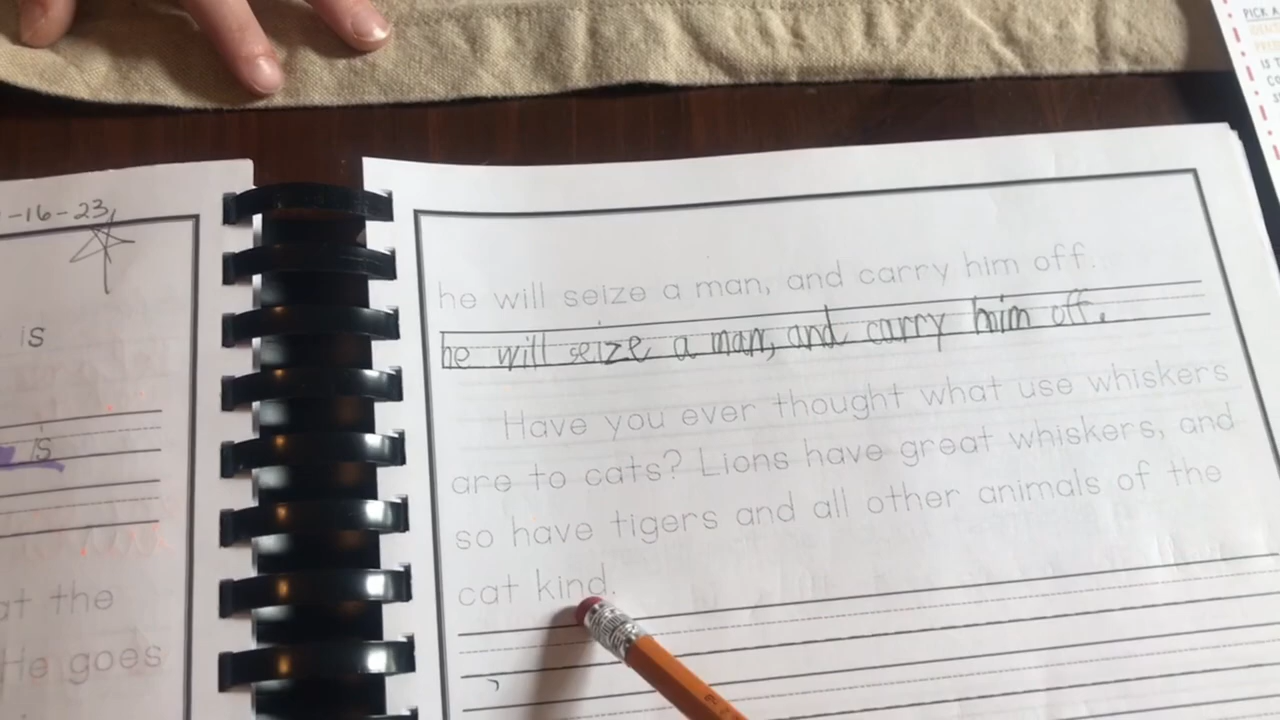 -16-23
is
is
at the
He goes
he will seize a man, and carry him off.
he will seize a man, and carry him off.
Have you ever thought what use whiskers
are to cats? Lions have great whiskers, and
so have tigers and all other animals of the
cat kind.
PICK A
IS T